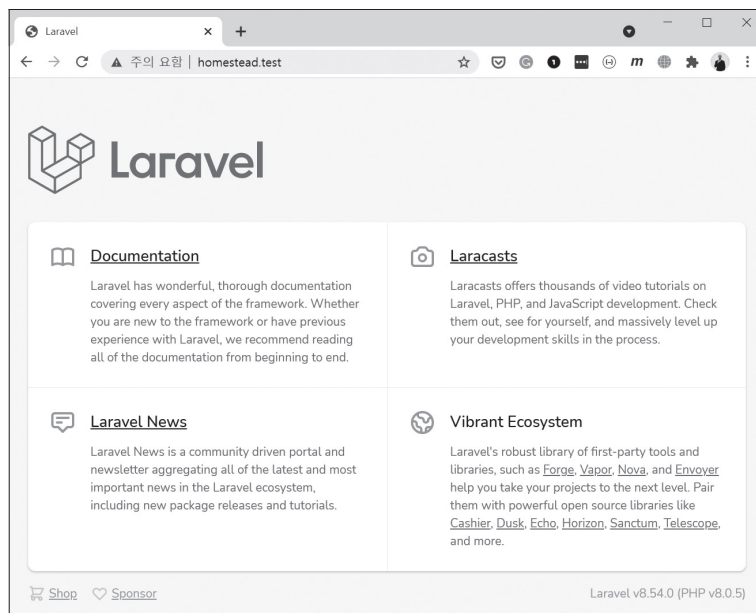 Laravel
주의 요함 | homestead.test
Laravel
Documentation
Laravel has wonderful, thorough documentation
covering every aspect of the framework. Whether
you are new to the framework or have previous
experience with Laravel, we recommend reading
all of the documentation from beginning to end.
Laracasts
Laracasts offers thousands of video tutorials on
Laravel, PHP, and JavaScript development. Check
them out, see for yourself, and massively level up
your development skills in the process.
Laravel News
Laravel News is a community driven portal and
newsletter aggregating all of the latest and most
important news in the Laravel ecosystem,
including new package releases and tutorials.
Vibrant Ecosystem
Laravel's robust library of first-party tools and
libraries, such as Forge, Vapor, Nova, and Envoyer
help you take your projects to the next level. Pair
them with powerful open source libraries like
Cashier, Dusk, Echo, Horizon, Sanctum, Telescope,
and more.
Shop Sponsor
Laravel v8.54.0 (PHP v8.0.5)